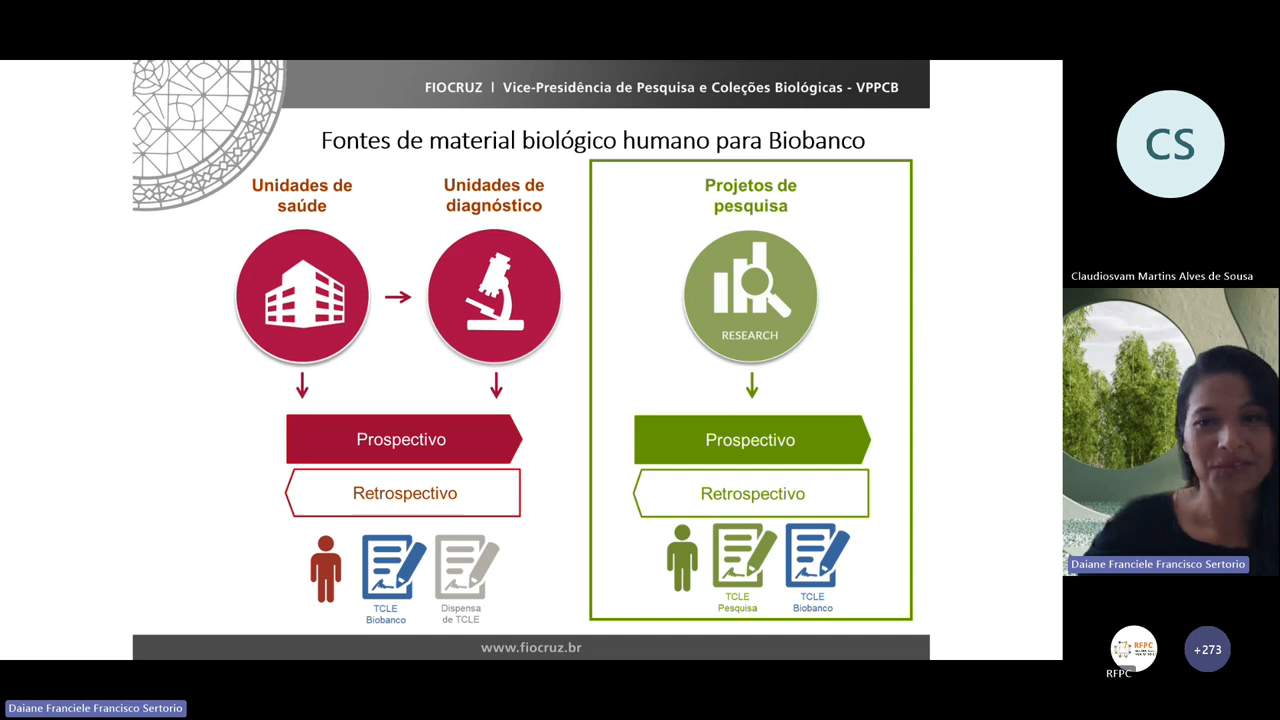 FIOCRUZ | Vice-Presidência de Pesquisa e Coleções Biológicas - VPPCB
Fontes de material biológico humano para Biobanco
Unidades de
saúde
Unidades de
diagnóstico
Projetos de
pesquisa
RESEARCH
Prospectivo
Retrospectivo
Prospectivo
Retrospectivo
TCLE
Biobanco
Dispensa
de TCLE
TCLE
Pesquisa
TCLE
Biobanco
www.fiocruz.br
CS
Claudiosvam Martins Alves de Sousa
Daiane Franciele Francisco Sertorio
RFPC
RFPC
+273
Daiane Franciele Francisco Sertorio